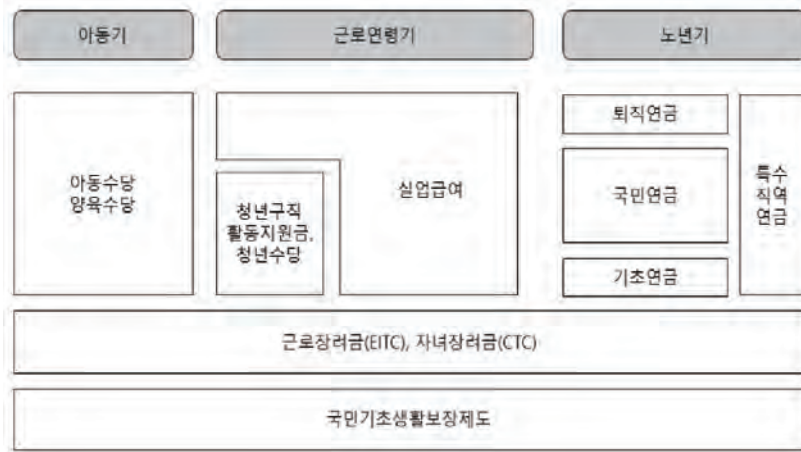 아동기
근로연령기
노년기
아동수당
양육수당
청년구직
활동지원금,
청년수당
실업급여
퇴직연금
국민연금
기초연금
특수
직역
연금
근로장려금(EITC), 자녀장려금(CTC)
국민기초생활보장제도